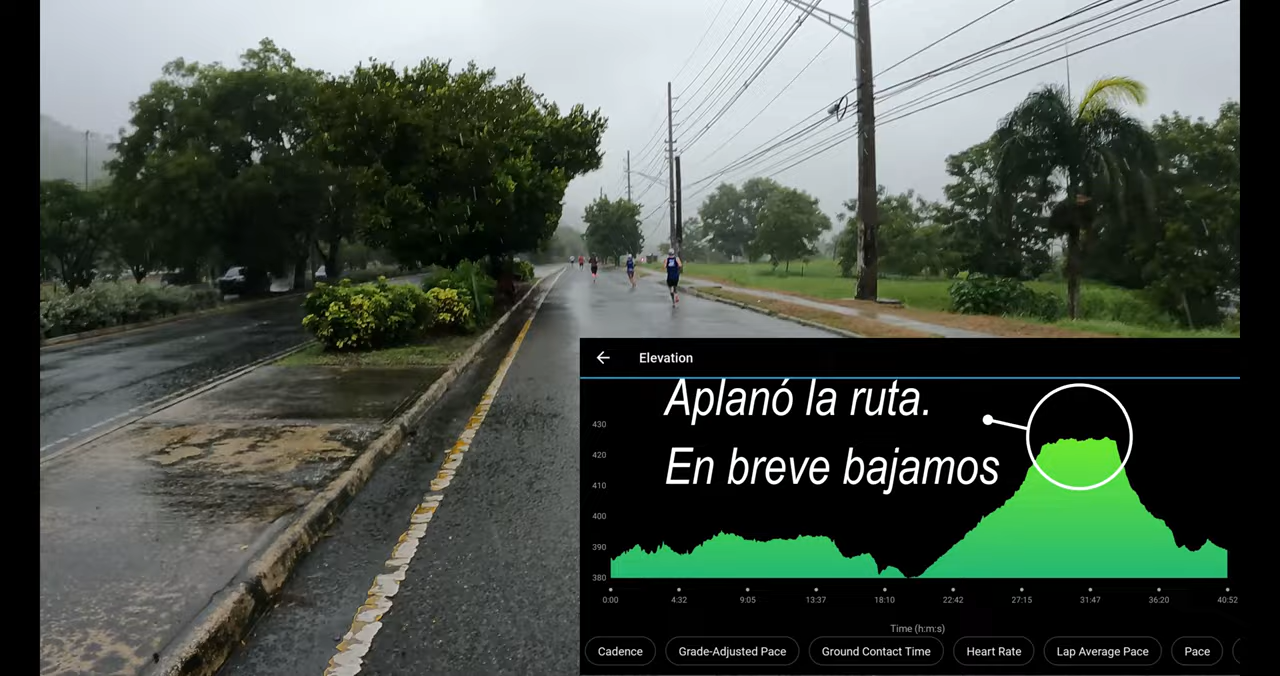 Elevation
Aplanó la ruta.
En breve bajamos
430
420
410
400
390
380
0:00 4:32 9:05 13:37 18:10 22:42 27:15 31:47 36:20 40:52
Time (h:m:s)
Cadence Grade-Adjusted Pace Ground Contact Time Heart Rate Lap Average Pace Pace